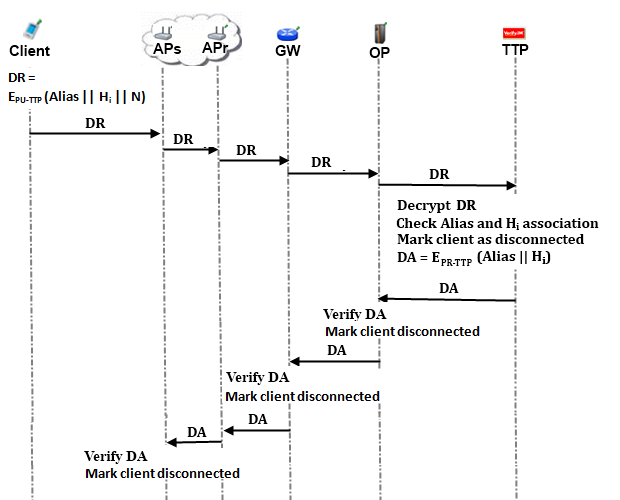 Client
APs
APr
GW
OP
TTP
DR =
E PU-TTP (Alias || Hi || N)
DR
DR
DR
DR
DR
Decrypt DR
Check Alias and Hi association
Mark client as disconnected
DA = E PR-TTP (Alias || Hi)
DA
Verify DA
Mark client disconnected
DA
Verify DA
Mark client disconnected
DA
DA
Verify DA
Mark client disconnected